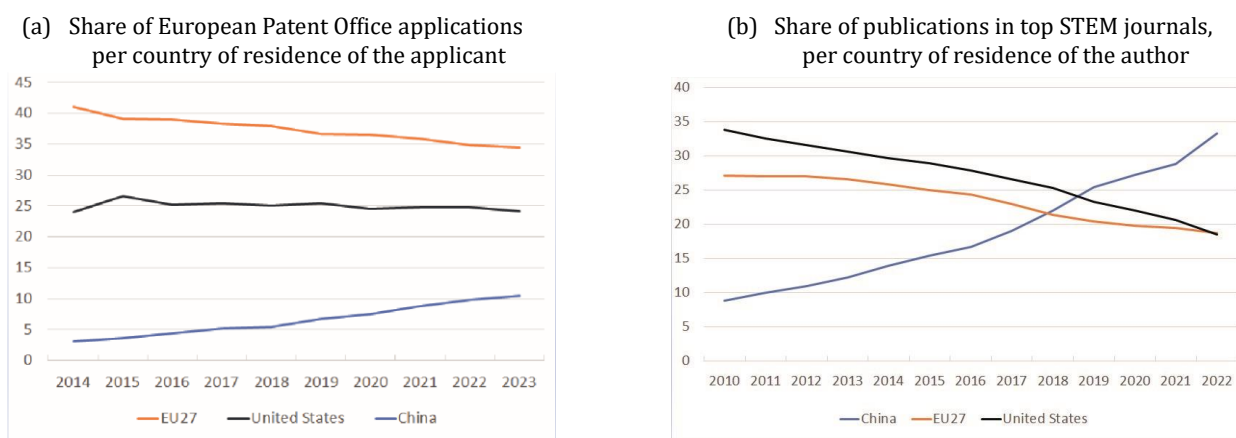 (a) Share of European Patent Office applications
per country of residence of the applicant
45
40
35
30
25
20
15
10
5
0
2014 2015 2016 2017 2018 2019 2020 2021 2022 2023
EU27 United States China
(b) Share of publications in top STEM journals,
per country of residence of the author
40
35
30
25
20
15
10
5
0
2010 2011 2012 2013 2014 2015 2016 2017 2018 2019 2020 2021 2022
China EU27 United States